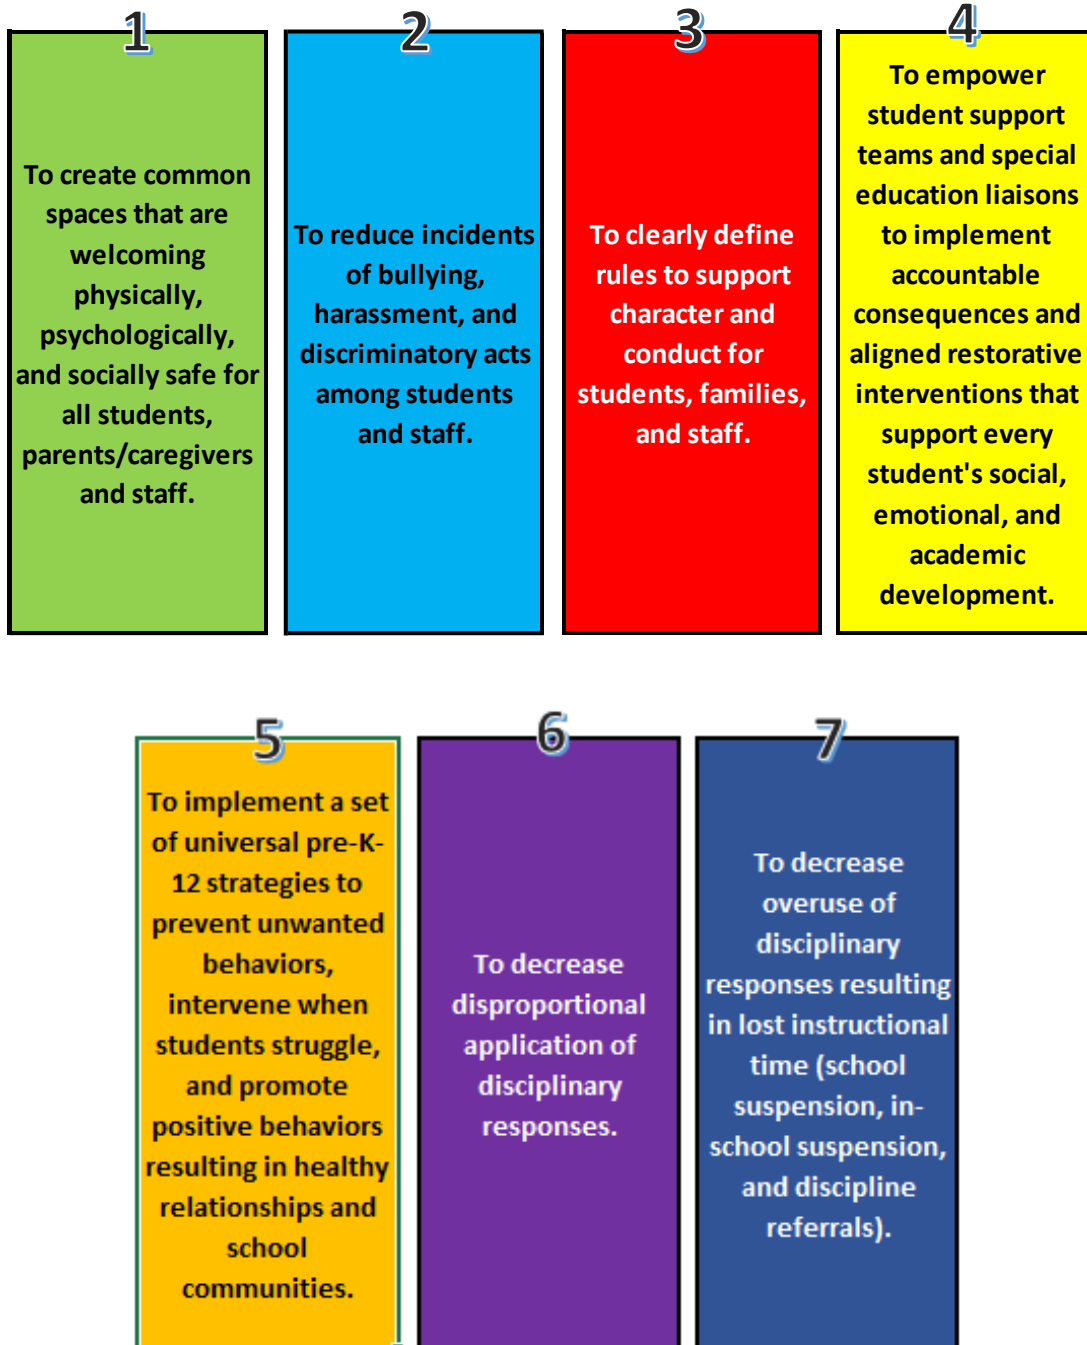 1
To create common
spaces that are
welcoming
physically,
psychologically,
and socially safe for
all students,
parents/caregivers
and staff.
2
To reduce incidents
of bullying,
harassment, and
discriminatory acts
among students
and staff.
3
To clearly define
rules to support
character and
conduct for
students, families,
and staff.
4
To empower
student support
teams and special
education liaisons
to implement
accountable
consequences and
aligned restorative
interventions that
support every
student's social,
emotional, and
academic
development.
5
To implement a set
of universal pre-K-
12 strategies to
prevent unwanted
behaviors,
intervene when
students struggle,
and promote
positive behaviors
resulting in healthy
relationships and
school
communities.
6
To decrease
disproportional
application of
disciplinary
responses.
7
To decrease
overuse of
disciplinary
responses resulting
in lost instructional
time (school
suspension, in-
school suspension,
and discipline
referrals).